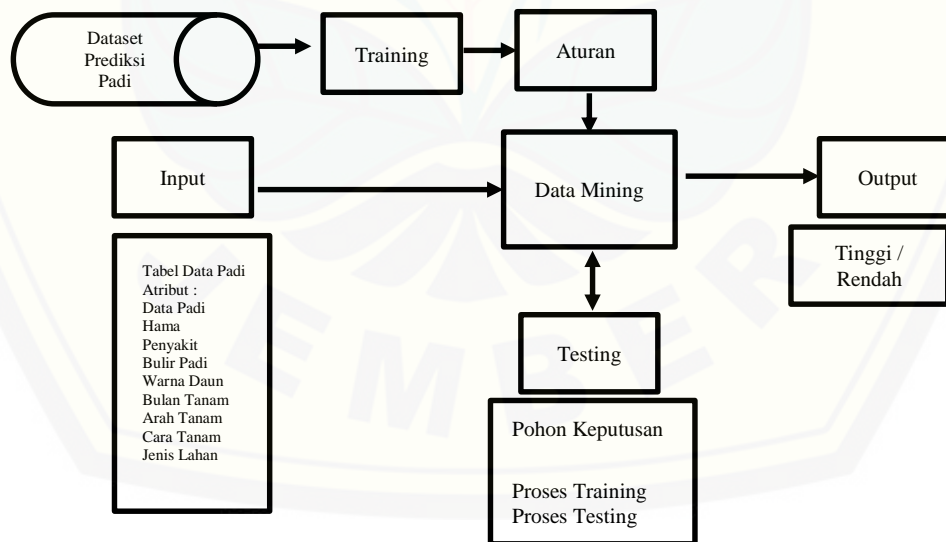 Dataset
Prediksi
Padi
Training
Aturan
Input
Data Mining
Output
Tabel Data Padi
Atribut :
Data Padi
Hama
Penyakit
Bulir Padi
Warna Daun
Bulan Tanam
Arah Tanam
Cara Tanam
Jenis Lahan
Tinggi /
Rendah
Testing
Pohon Keputusan
Proses Training
Proses Testing
JEMBER